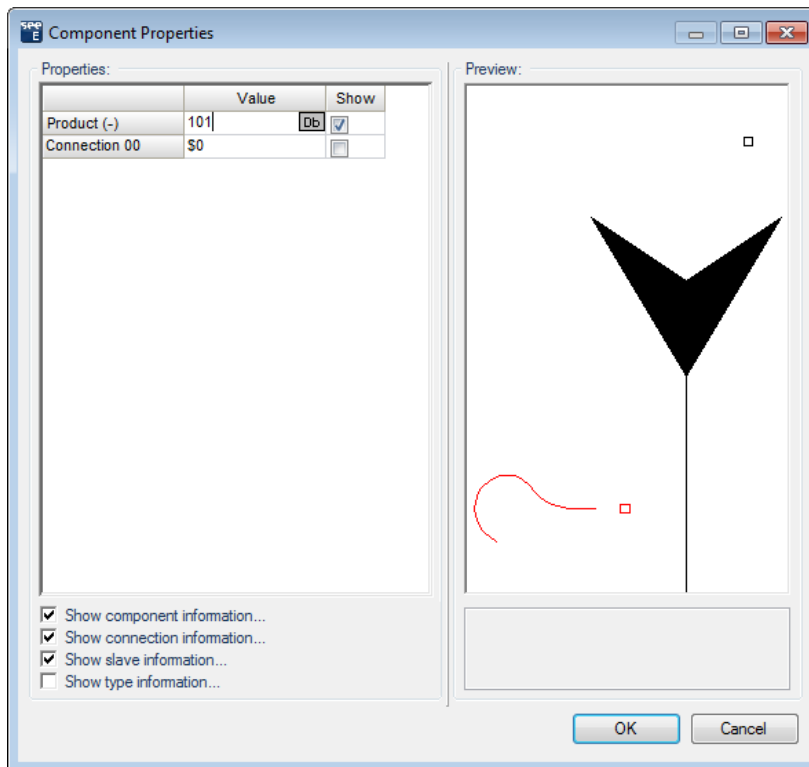 see E Component Properties
Properties:
Value Show
Product (-) 101 Db
Connection 00 $0
Show component information...
Show connection information...
Show slave information...
Show type information...
Preview:
OK Cancel